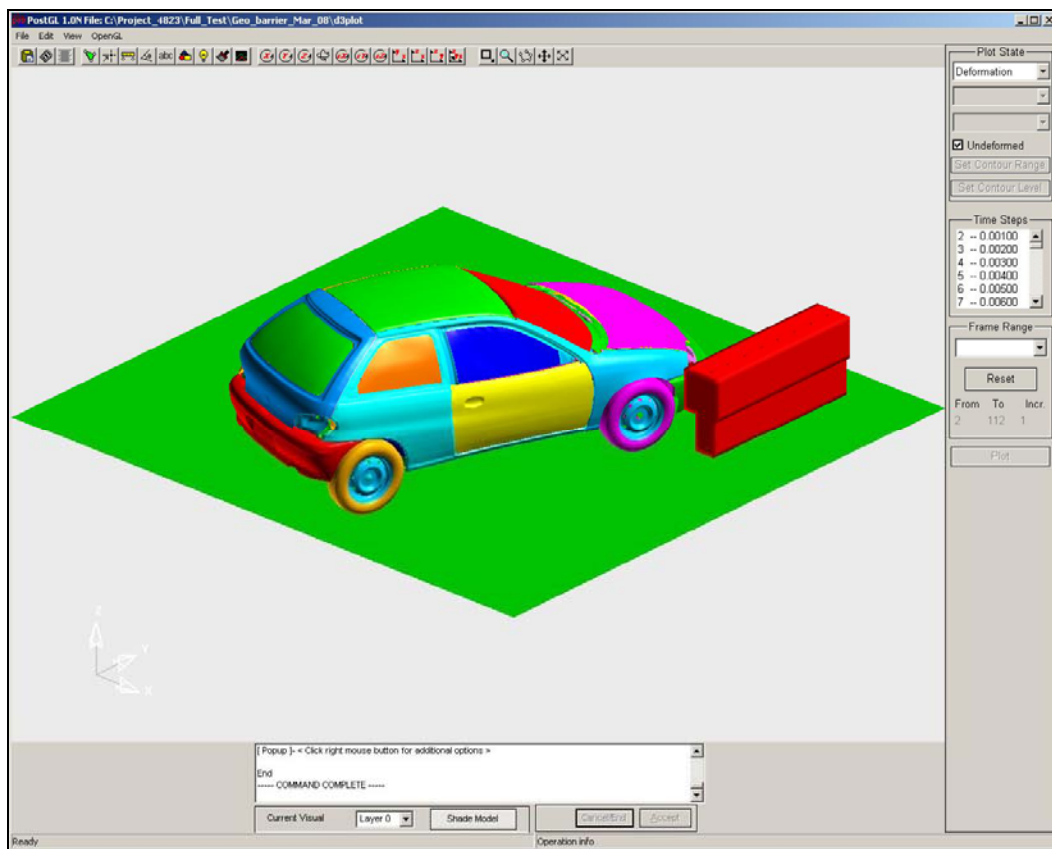 PostGL 1.0N File: C:\Project_4823\Full_Test\Geo_barrier_Mar_08\d3plot
File Edit View OpenGL
abc
Plot State
Deformation
Undeformed
Set Contour Range
Set Contour Level
Time Steps
2 -- 0.00100
3 -- 0.00200
4 -- 0.00300
5 -- 0.00400
6 -- 0.00500
7 -- 0.00600
Frame Range
Reset
From To Incr.
2 112 1
Plot
Z
Y
X
[ Popup ]- < Click right mouse button for additional options >
End
----- COMMAND COMPLETE -----
Current Visual Layer 0 Shade Model Cancel/End Accept
Ready Operation info